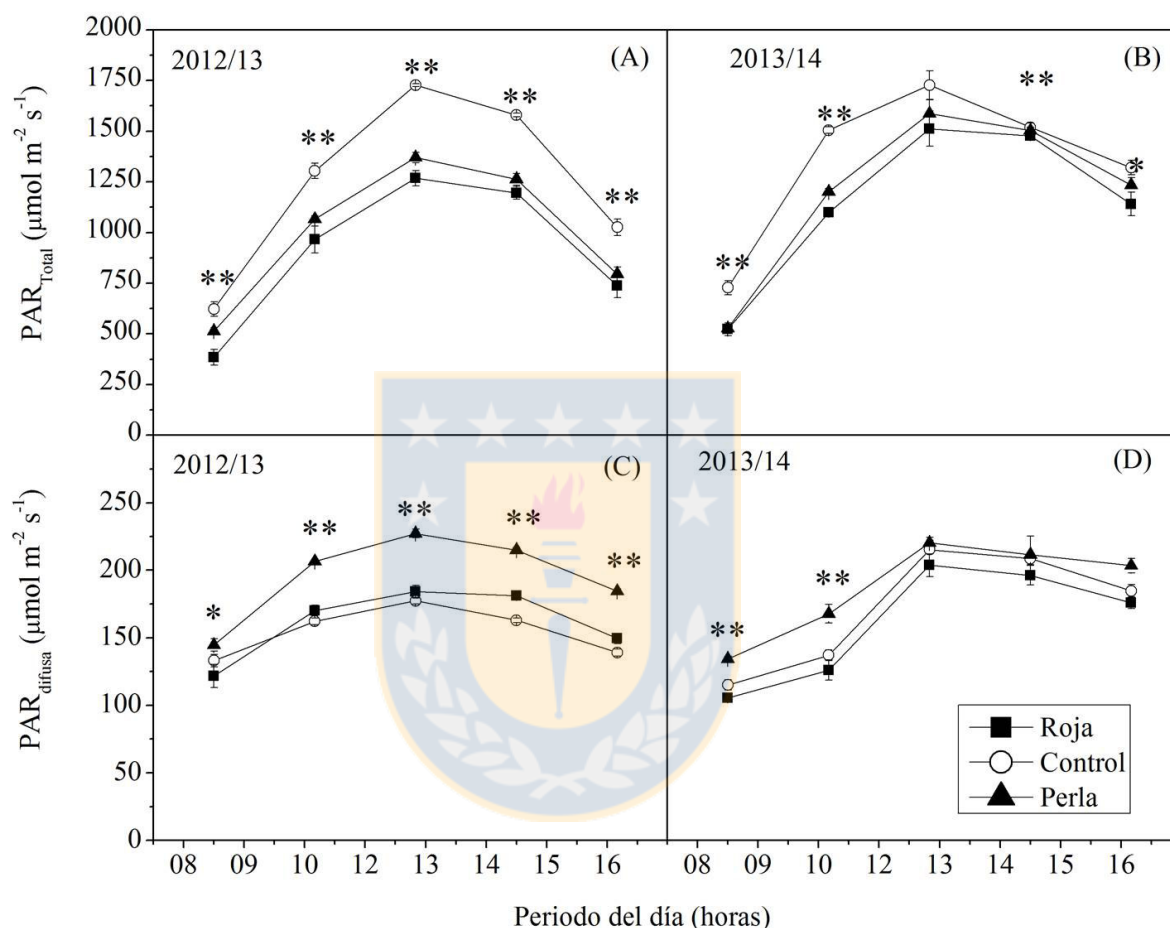 2000
1750
1500
1250
1000
750
500
250
0
PAR_Total (µmol m⁻² s⁻¹)
2012/13 (A)
** ** ** ** **
2013/14 (B)
** ** ** *
250
200
150
100
50
0
PAR_difusa (µmol m⁻² s⁻¹)
2012/13 (C)
* ** ** ** **
2013/14 (D)
** **
Roja
Control
Perla
08 09 10 12 13 14 15 16 08 09 10 12 13 14 15 16
Periodo del día (horas)